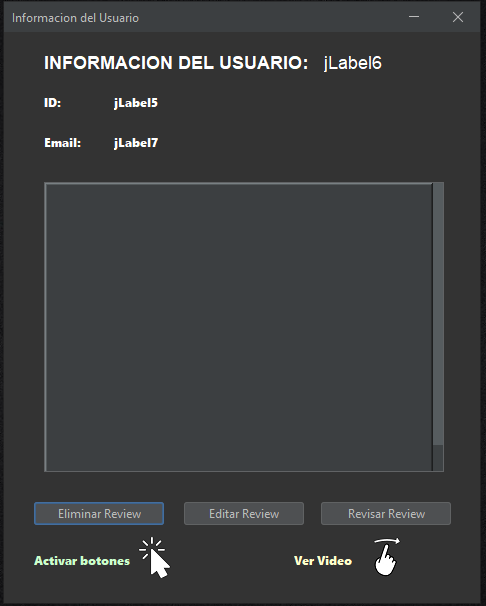 Informacion del Usuario
INFORMACION DEL USUARIO: jLabel6
ID: jLabel5
Email: jLabel7
Eliminar Review Editar Review Revisar Review
Activar botones Ver Video